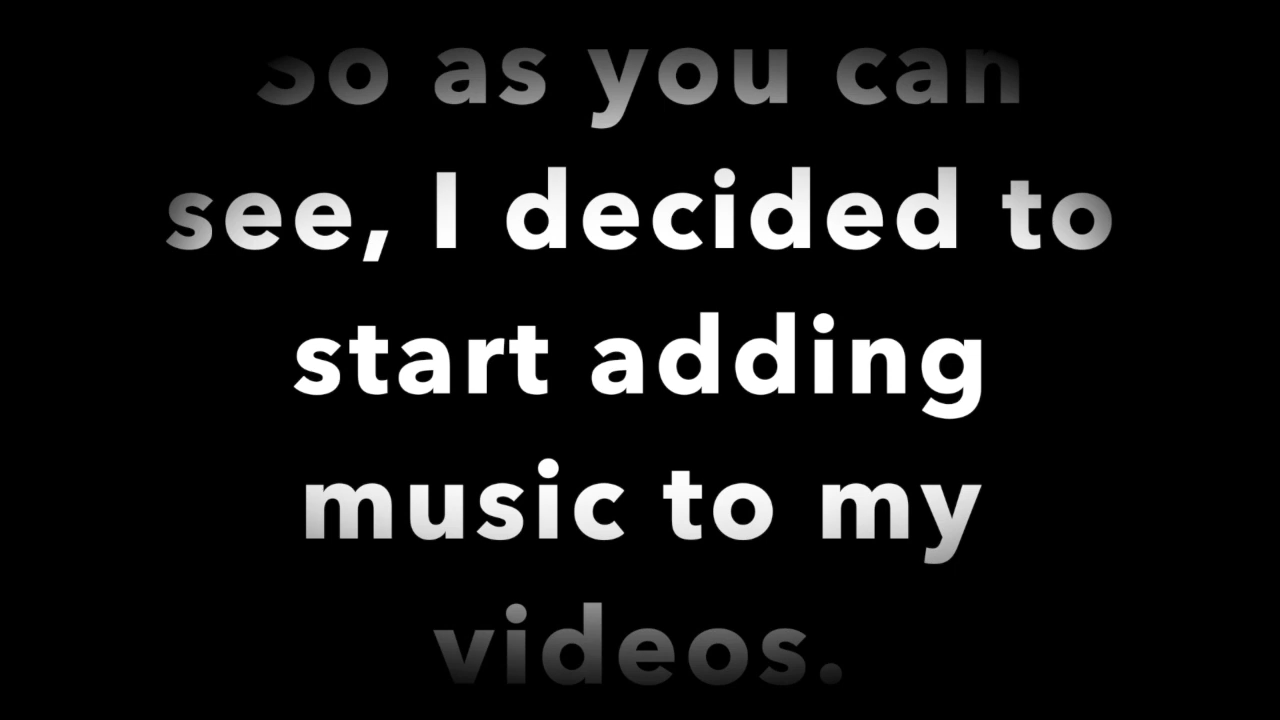 So as you can
see, I decided to
start adding
music to my
videos.